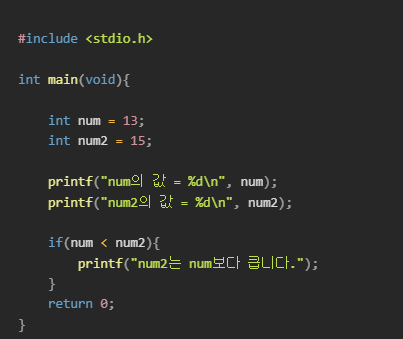 #include <stdio.h>
int main(void){
int num = 13;
int num2 = 15;
printf("num의 값 = %d\n", num);
printf("num2의 값 = %d\n", num2);
if(num < num2){
printf("num2는 num보다 큽니다.");
}
return 0;
}